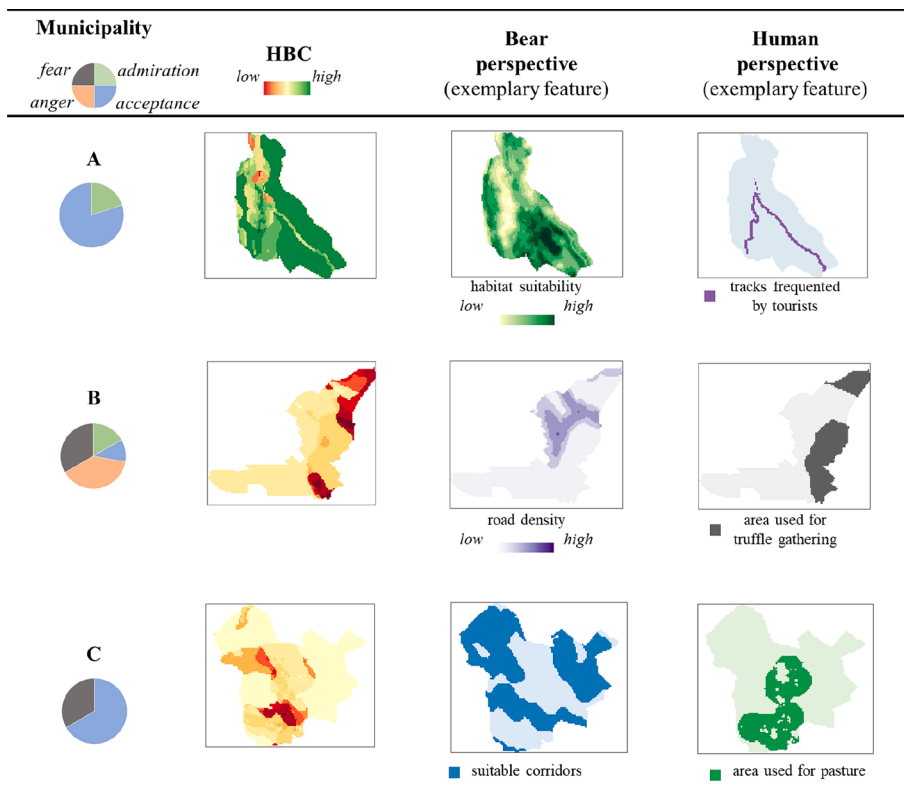 Municipality
fear
admiration
anger
acceptance
HBC
low
high
Bear
perspective
(exemplary feature)
Human
perspective
(exemplary feature)
A
habitat suitability
low
high
tracks frequented
by tourists
B
road density
low
high
area used for
truffle gathering
C
suitable corridors
area used for pasture